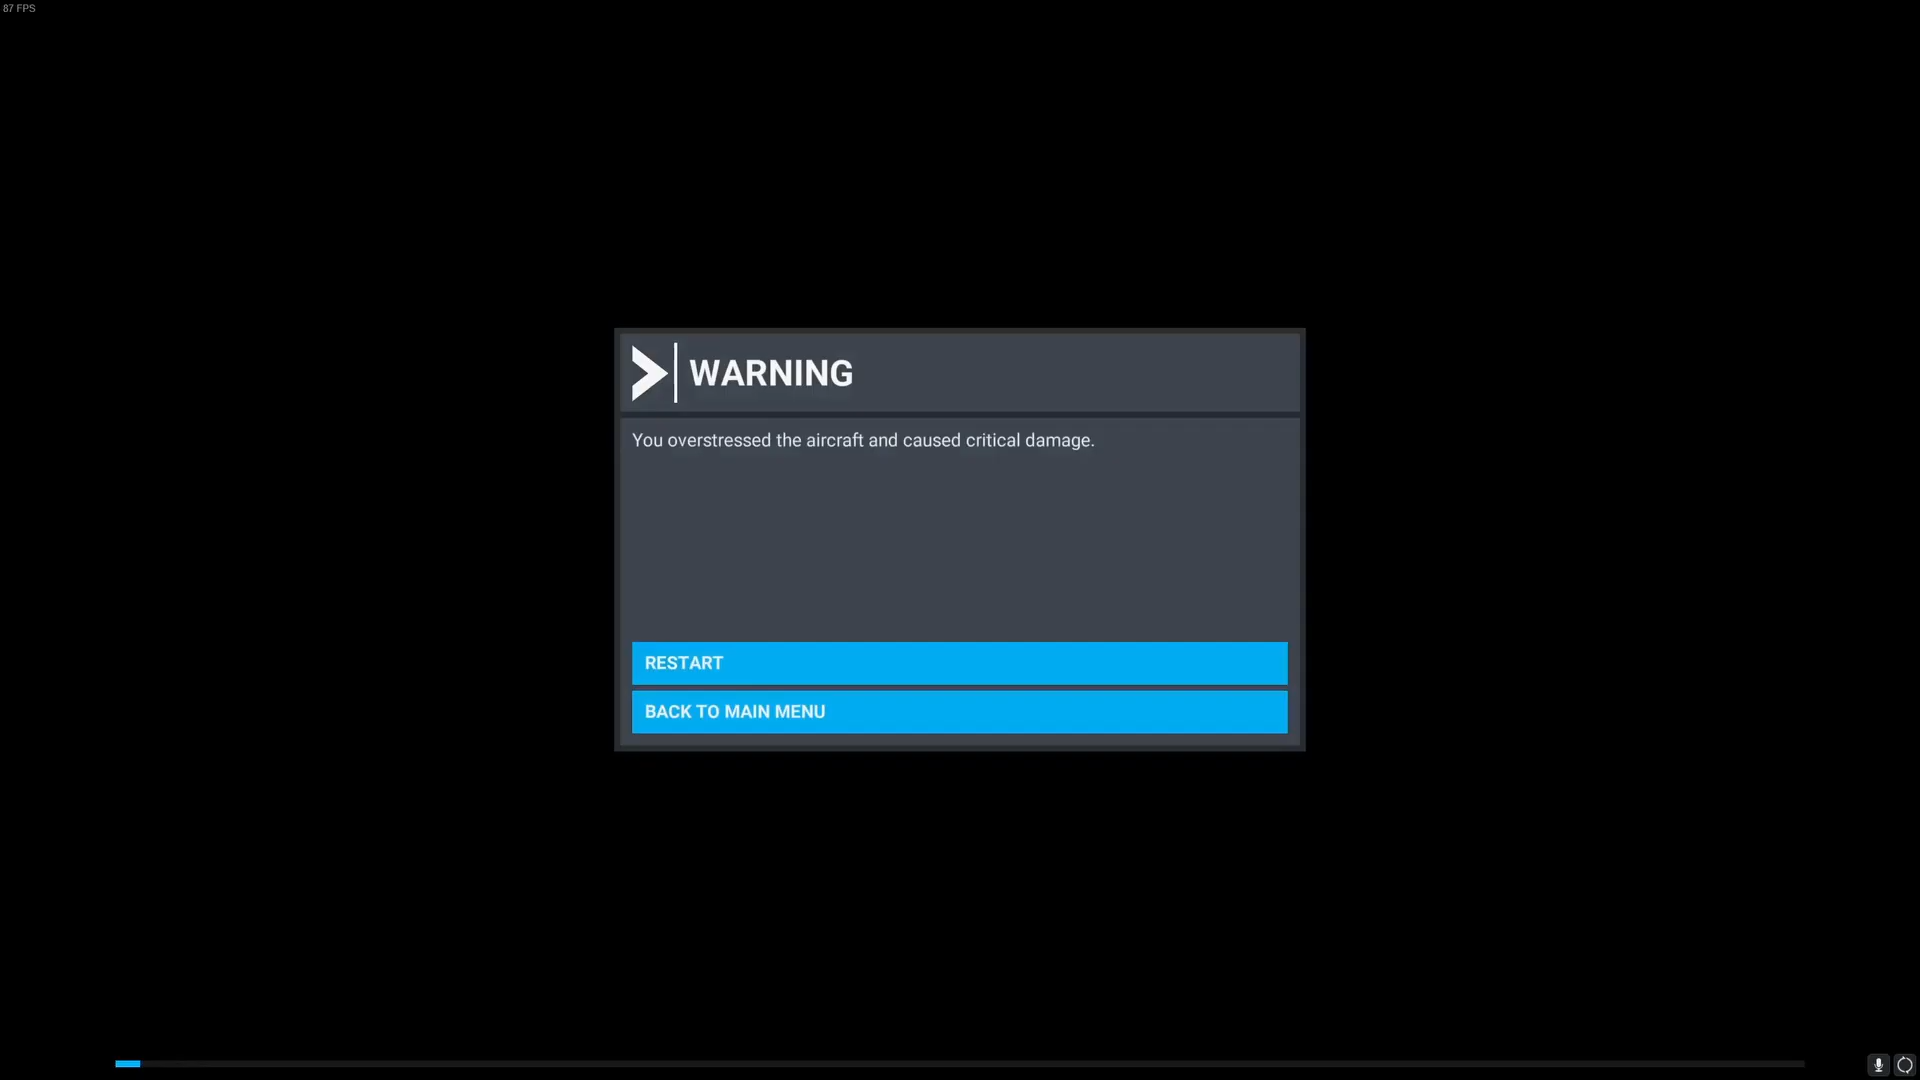 87 FPS
WARNING
You overstressed the aircraft and caused critical damage.
RESTART
BACK TO MAIN MENU